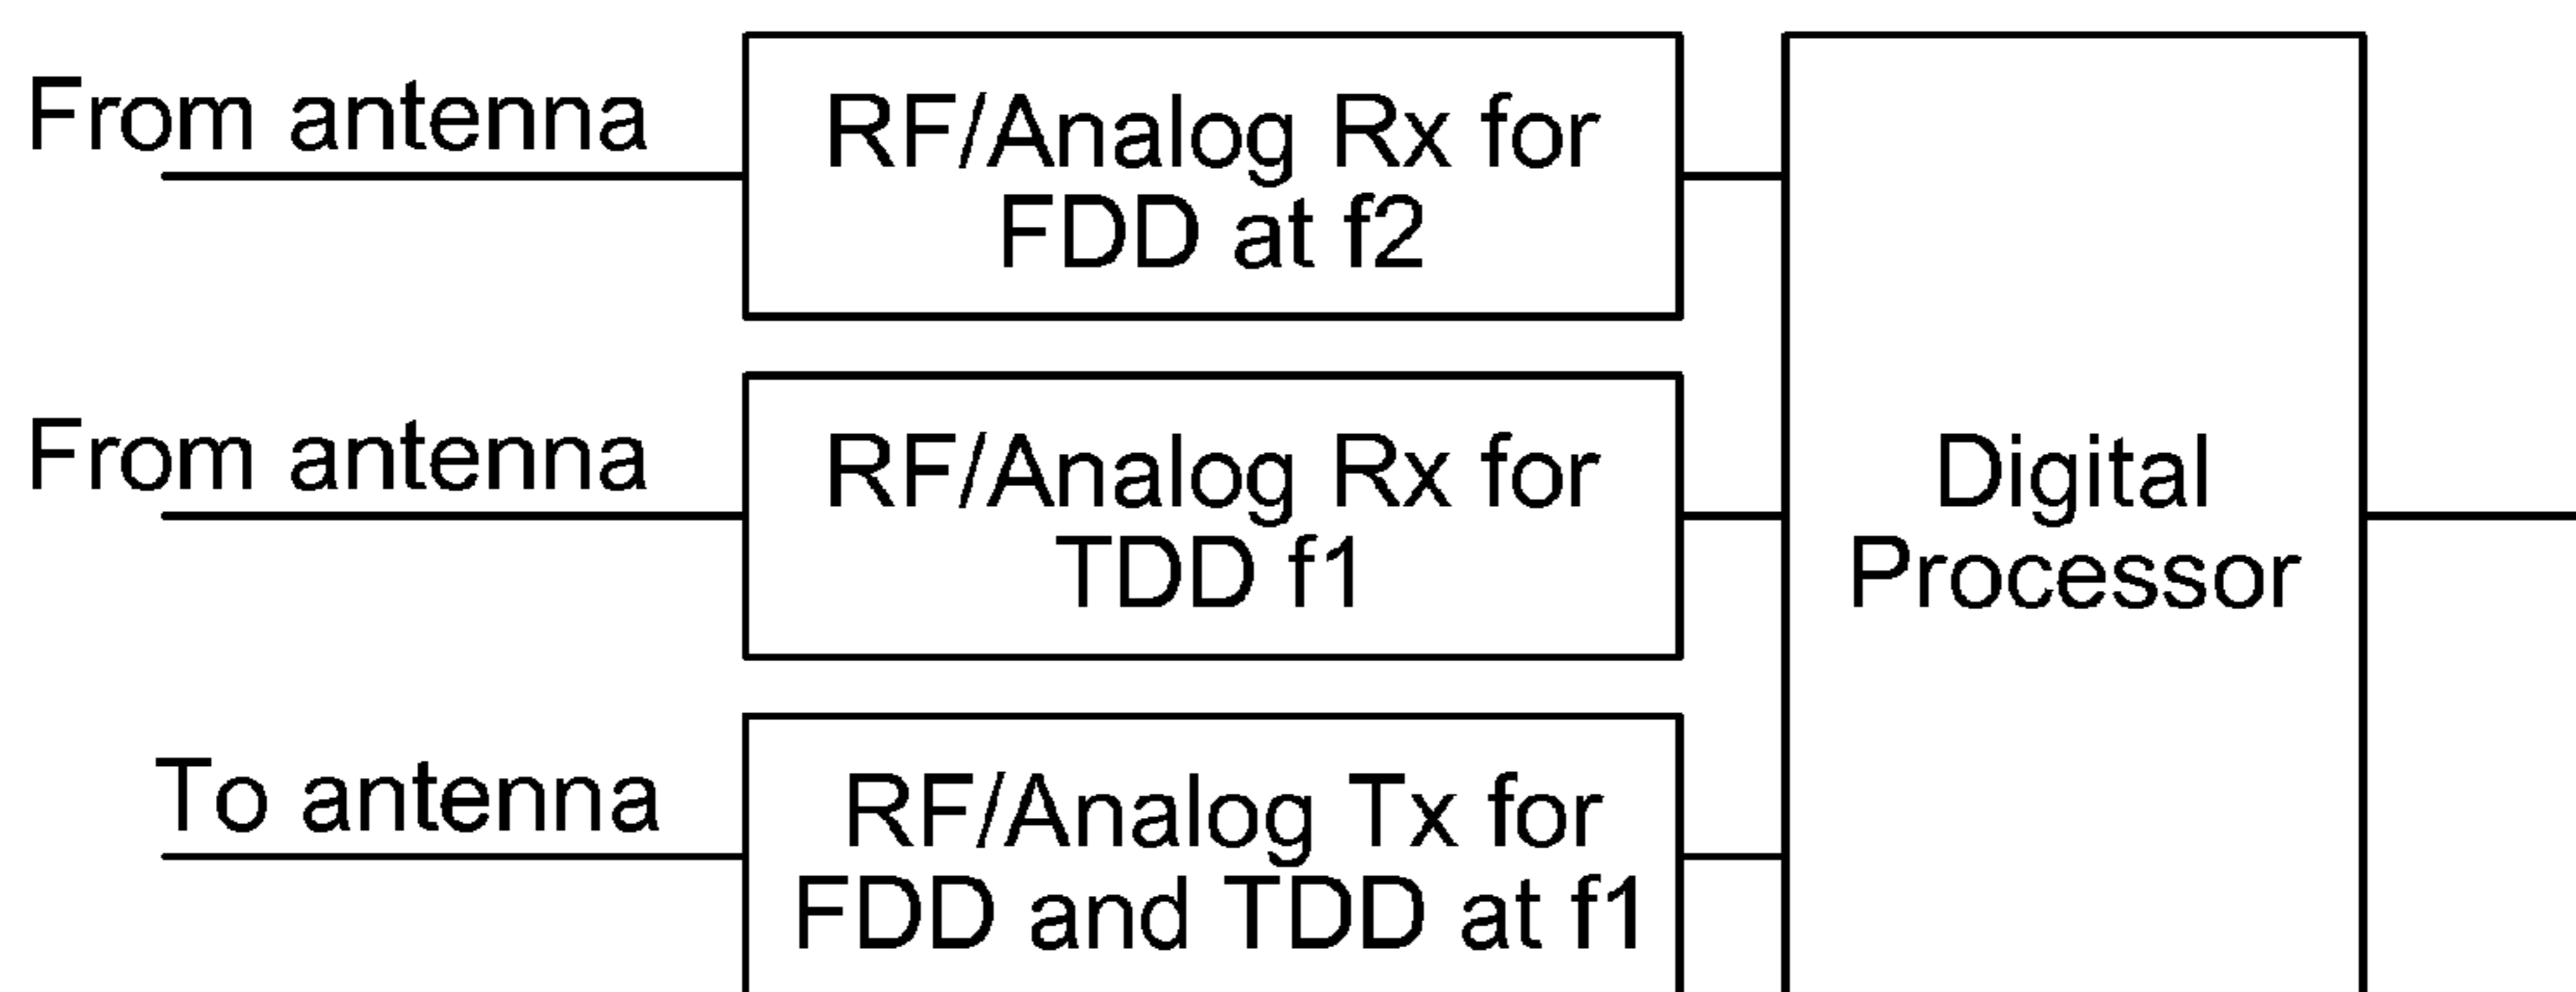 From antenna
RF/Analog Rx for
FDD at f2
From antenna
RF/Analog Rx for
TDD f1
Digital
Processor
To antenna
RF/Analog Tx for
FDD and TDD at f1